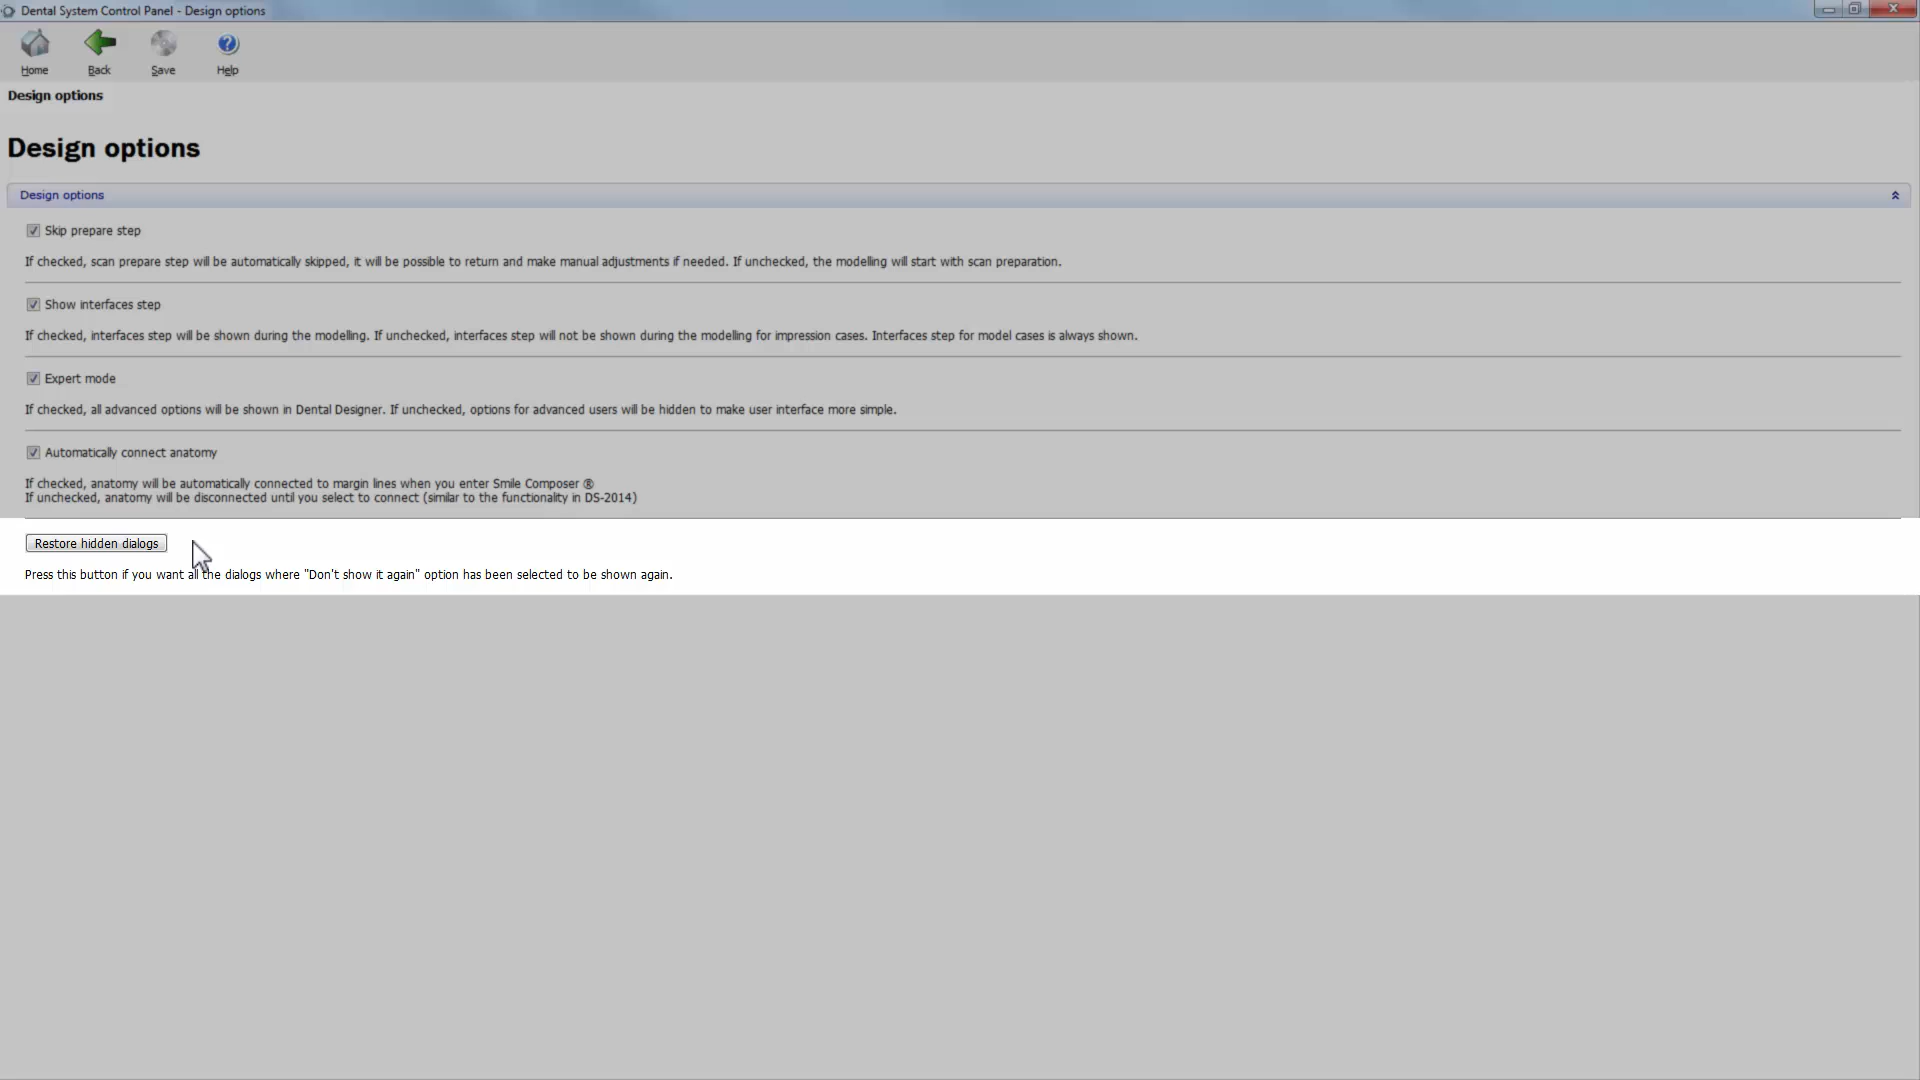 Dental System Control Panel - Design options
Home Back Save Help
Design options
Design options
Design options
Skip prepare step
If checked, scan prepare step will be automatically skipped, it will be possible to return and make manual adjustments if needed. If unchecked, the modelling will start with scan preparation.
Show interfaces step
If checked, interfaces step will be shown during the modelling. If unchecked, interfaces step will not be shown during the modelling for impression cases. Interfaces step for model cases is always shown.
Expert mode
If checked, all advanced options will be shown in Dental Designer. If unchecked, options for advanced users will be hidden to make user interface more simple.
Automatically connect anatomy
If checked, anatomy will be automatically connected to margin lines when you enter Smile Composer ®
If unchecked, anatomy will be disconnected until you select to connect (similar to the functionality in DS-2014)
Restore hidden dialogs
Press this button if you want all the dialogs where "Don't show it again" option has been selected to be shown again.